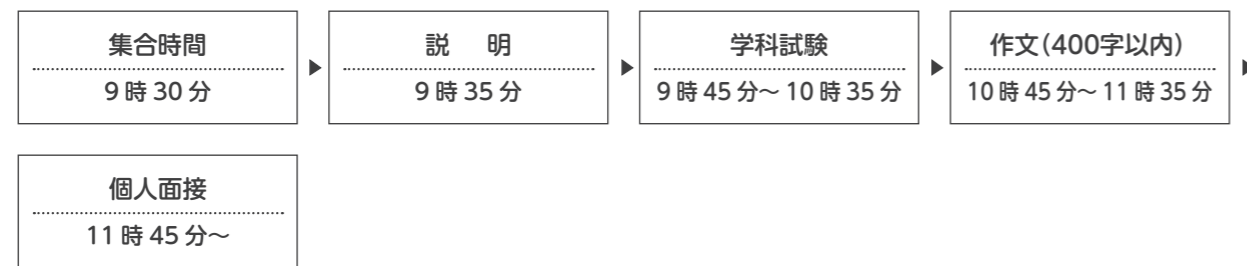 集合時間
9時30分
▶
説　明
9時35分
▶
学科試験
9時45分～10時35分
▶
作文(400字以内)
10時45分～11時35分
▶
個人面接
11時45分～